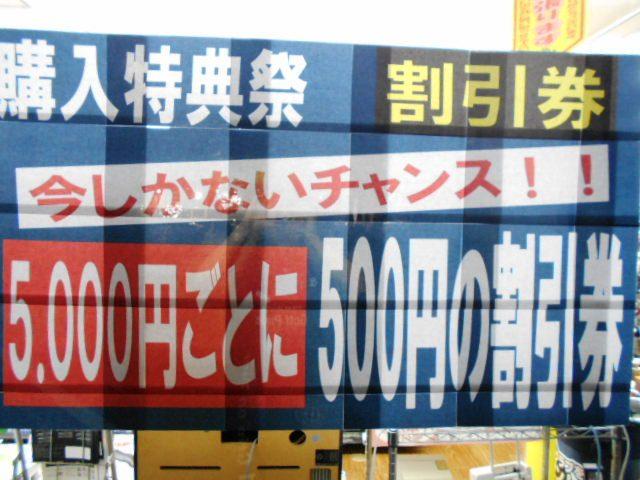 購入特典祭 割引券
今しかないチャンス!!
5.000円ごとに 500円の割引券